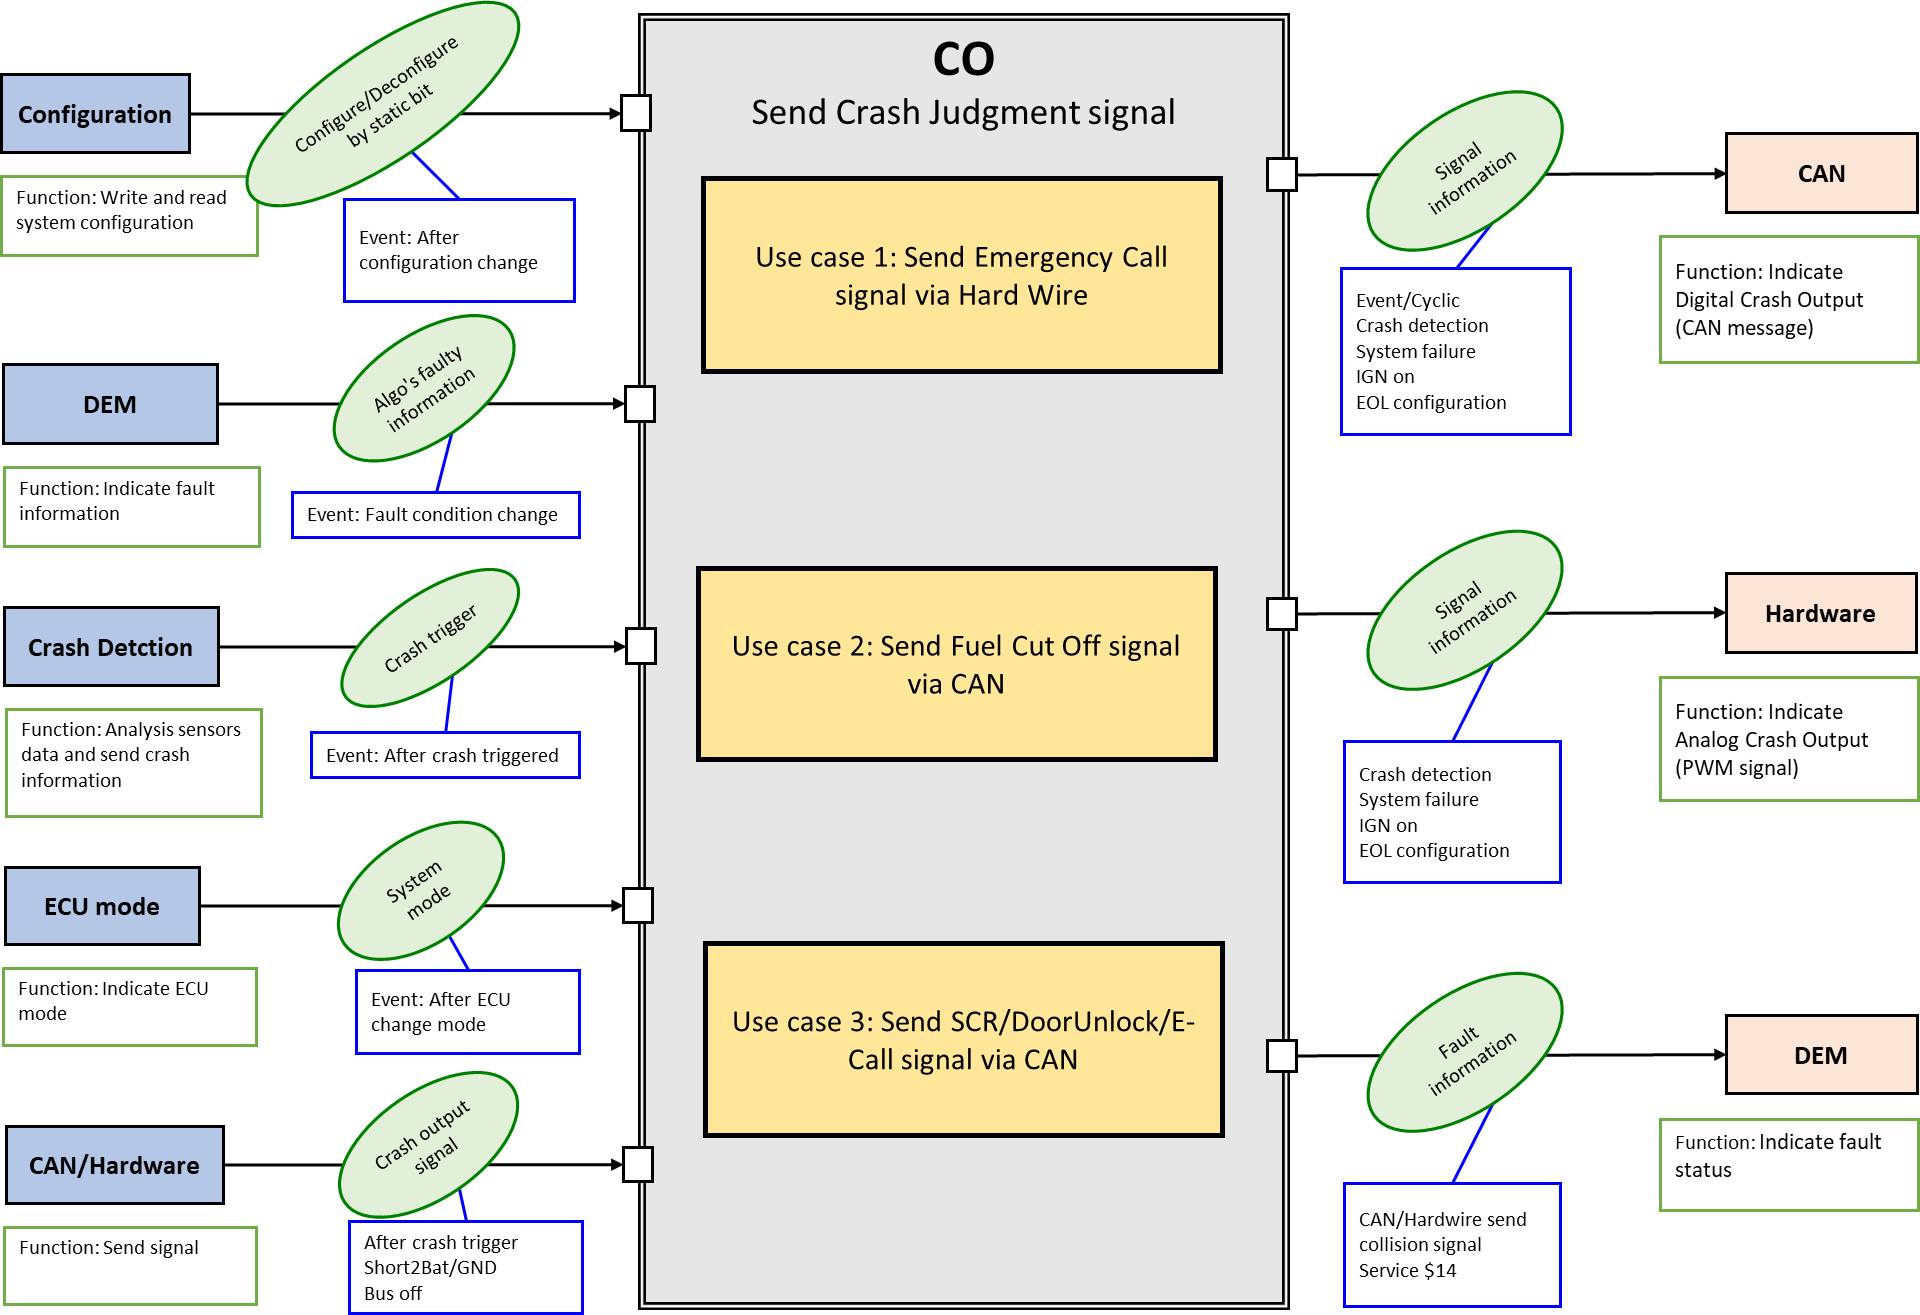 CO
Send Crash Judgment signal
Configuration
Configure/Deconfigure
by static bit
Function: Write and read
system configuration
Event: After
configuration change
DEM
Algo's faulty
information
Function: Indicate fault
information
Event: Fault condition change
Crash Detction
Crash trigger
Function: Analysis sensors
data and send crash
information
Event: After crash triggered
ECU mode
System
mode
Function: Indicate ECU
mode
Event: After ECU
change mode
CAN/Hardware
Crash output
signal
Function: Send signal
After crash trigger
Short2Bat/GND
Bus off
Use case 1: Send Emergency Call
signal via Hard Wire
Use case 2: Send Fuel Cut Off signal
via CAN
Use case 3: Send SCR/DoorUnlock/E-
Call signal via CAN
Signal
information
CAN
Function: Indicate
Digital Crash Output
(CAN message)
Event/Cyclic
Crash detection
System failure
IGN on
EOL configuration
Signal
information
Hardware
Function: Indicate
Analog Crash Output
(PWM signal)
Crash detection
System failure
IGN on
EOL configuration
Fault
information
DEM
Function: Indicate fault
status
CAN/Hardwire send
collision signal
Service $14